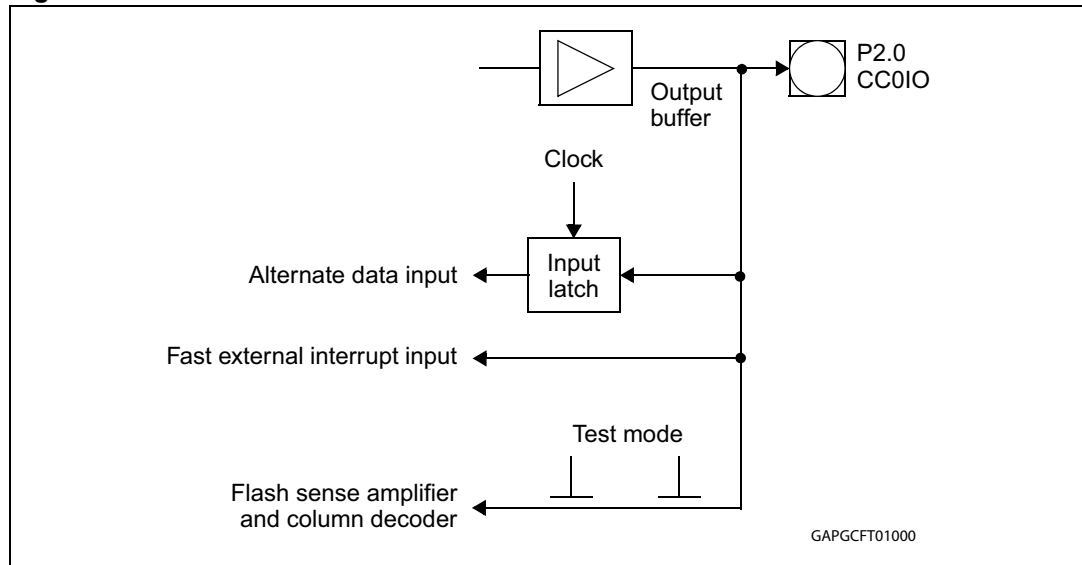 P2.0
CC0IO
Output
buffer
Clock
Input
latch
Alternate data input
Fast external interrupt input
Test mode
Flash sense amplifier
and column decoder
GAPGCFT01000